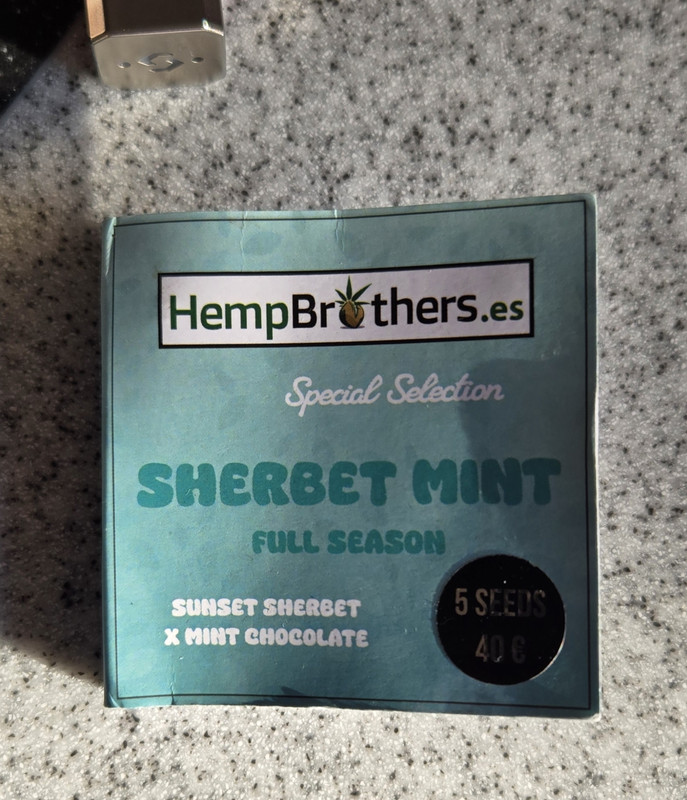 HempBrothers.es
Special Selection
SHERBET MINT
FULL SEASON
SUNSET SHERBET
X MINT CHOCOLATE
5 SEEDS
40 €